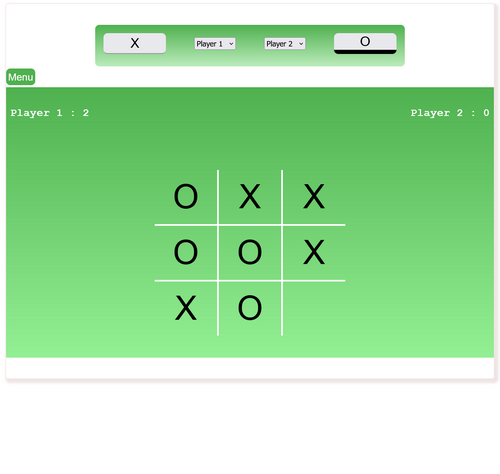 X Player 1 Player 2 O
Menu
Player 1 : 2 Player 2 : 0
O X X
O O X
X O